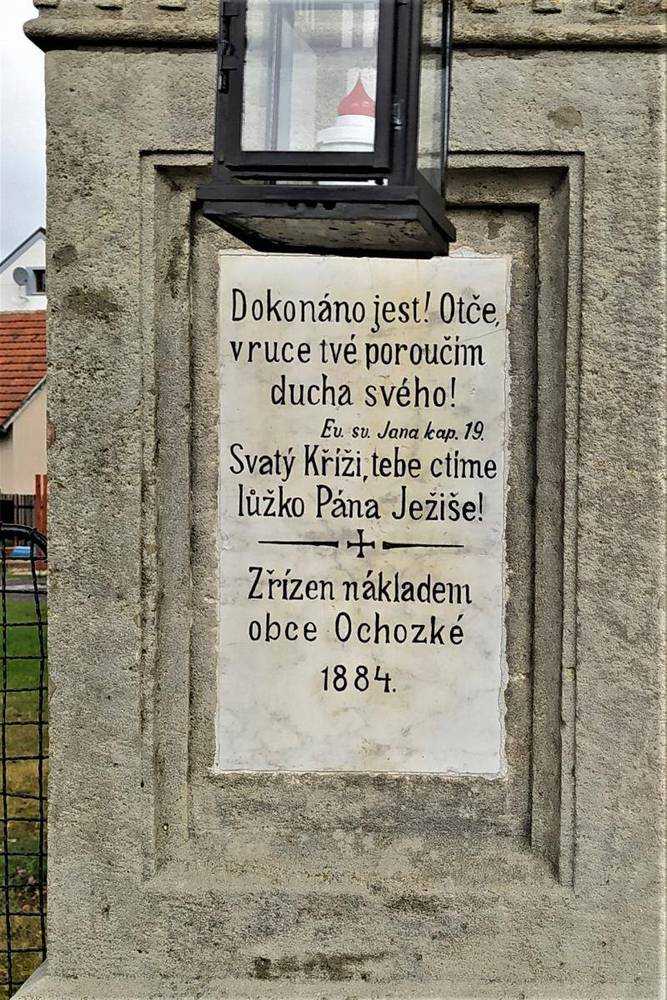 Dokonáno jest! Otče,
v ruce tvé poroučím
ducha svého!
Ev. sv. Jana kap. 19.
Svatý Kříži, tebe ctíme
lůžko Pána Ježiše!
Zřízen nákladem
obce Ochozké
1884.